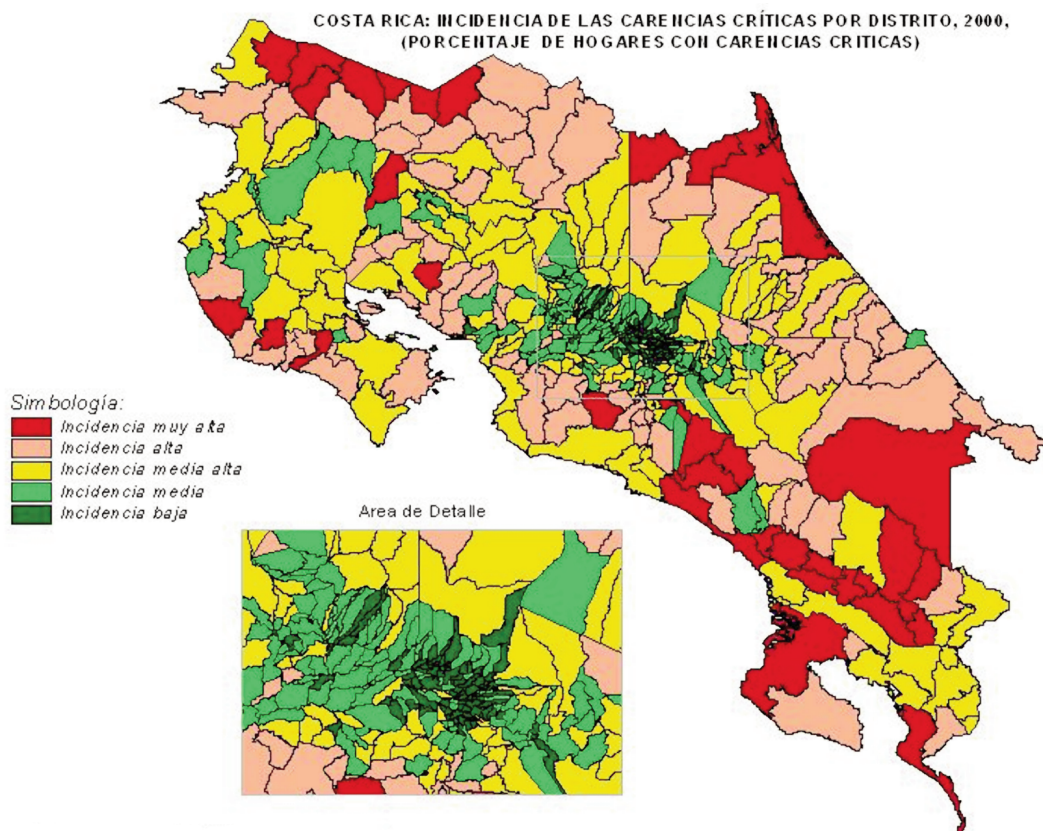 COSTA RICA: INCIDENCIA DE LAS CARENCIAS CRÍTICAS POR DISTRITO, 2000,
(PORCENTAJE DE HOGARES CON CARENCIAS CRITICAS)
Simbología:
Incidencia muy alta
Incidencia alta
Incidencia media alta
Incidencia media
Incidencia baja
Area de Detalle